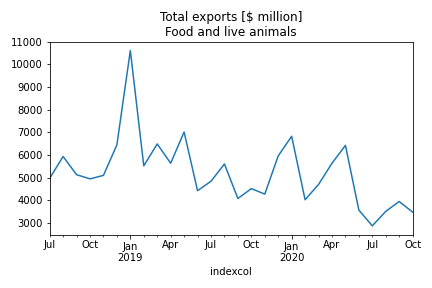 Total exports [$ million]
Food and live animals
11000
10000
9000
8000
7000
6000
5000
4000
3000
Jul Oct Jan Apr Jul Oct Jan Apr Jul Oct
2019 2020
indexcol